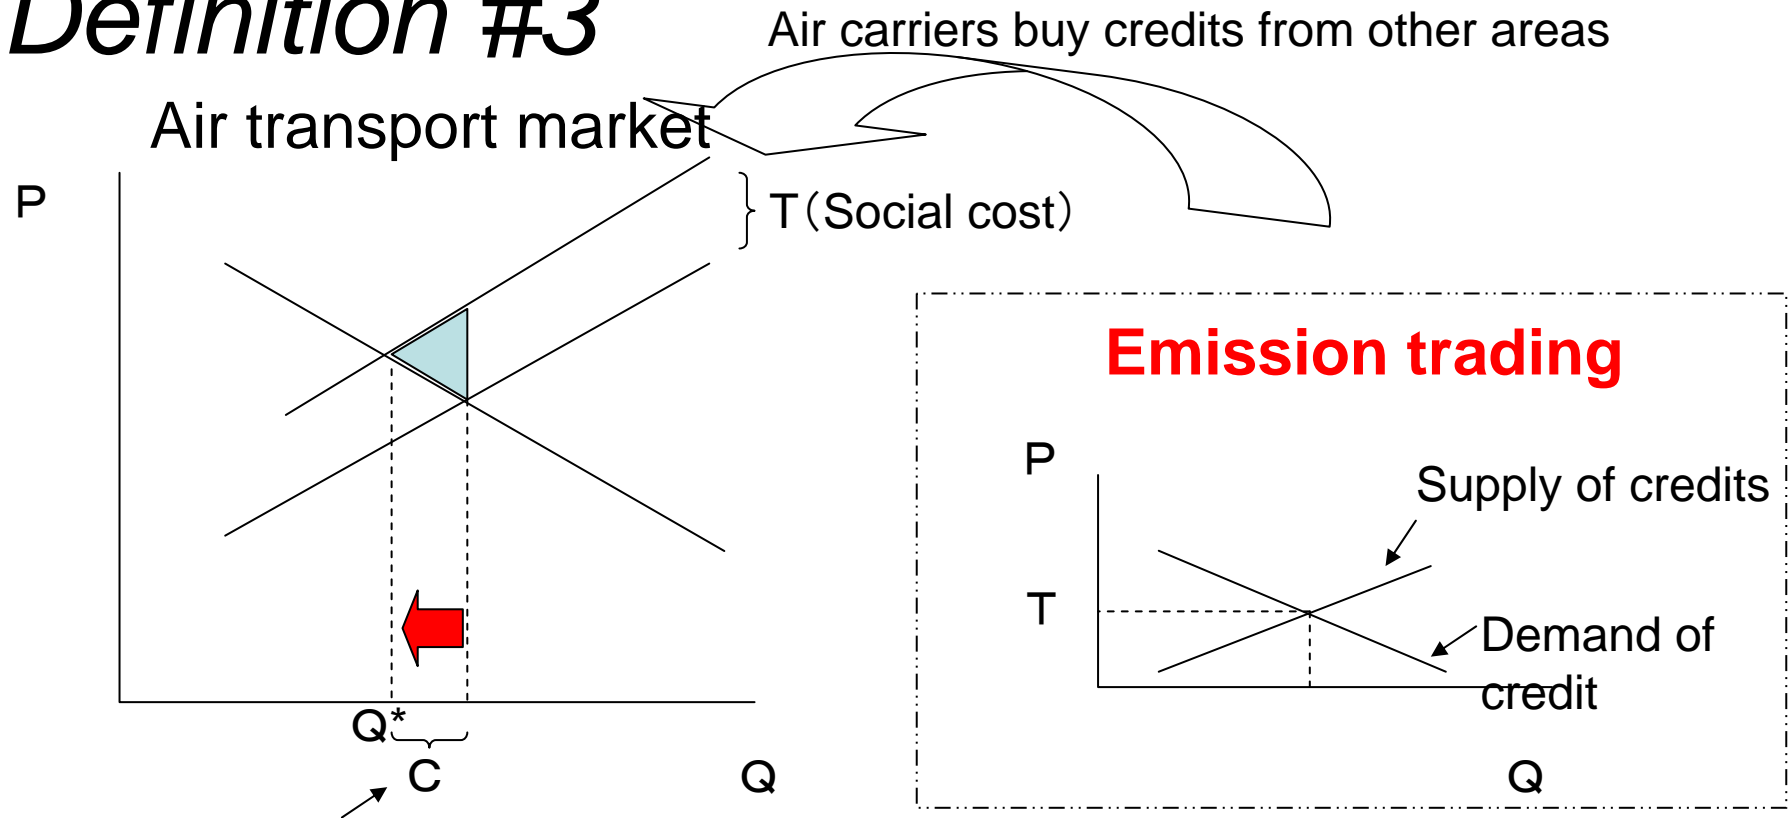 Definition #3
Air carriers buy credits from other areas
Air transport market
P
T（Social cost）
Emission trading
P
Supply of credits
T
Demand of
credit
Q*
C
Q
Q